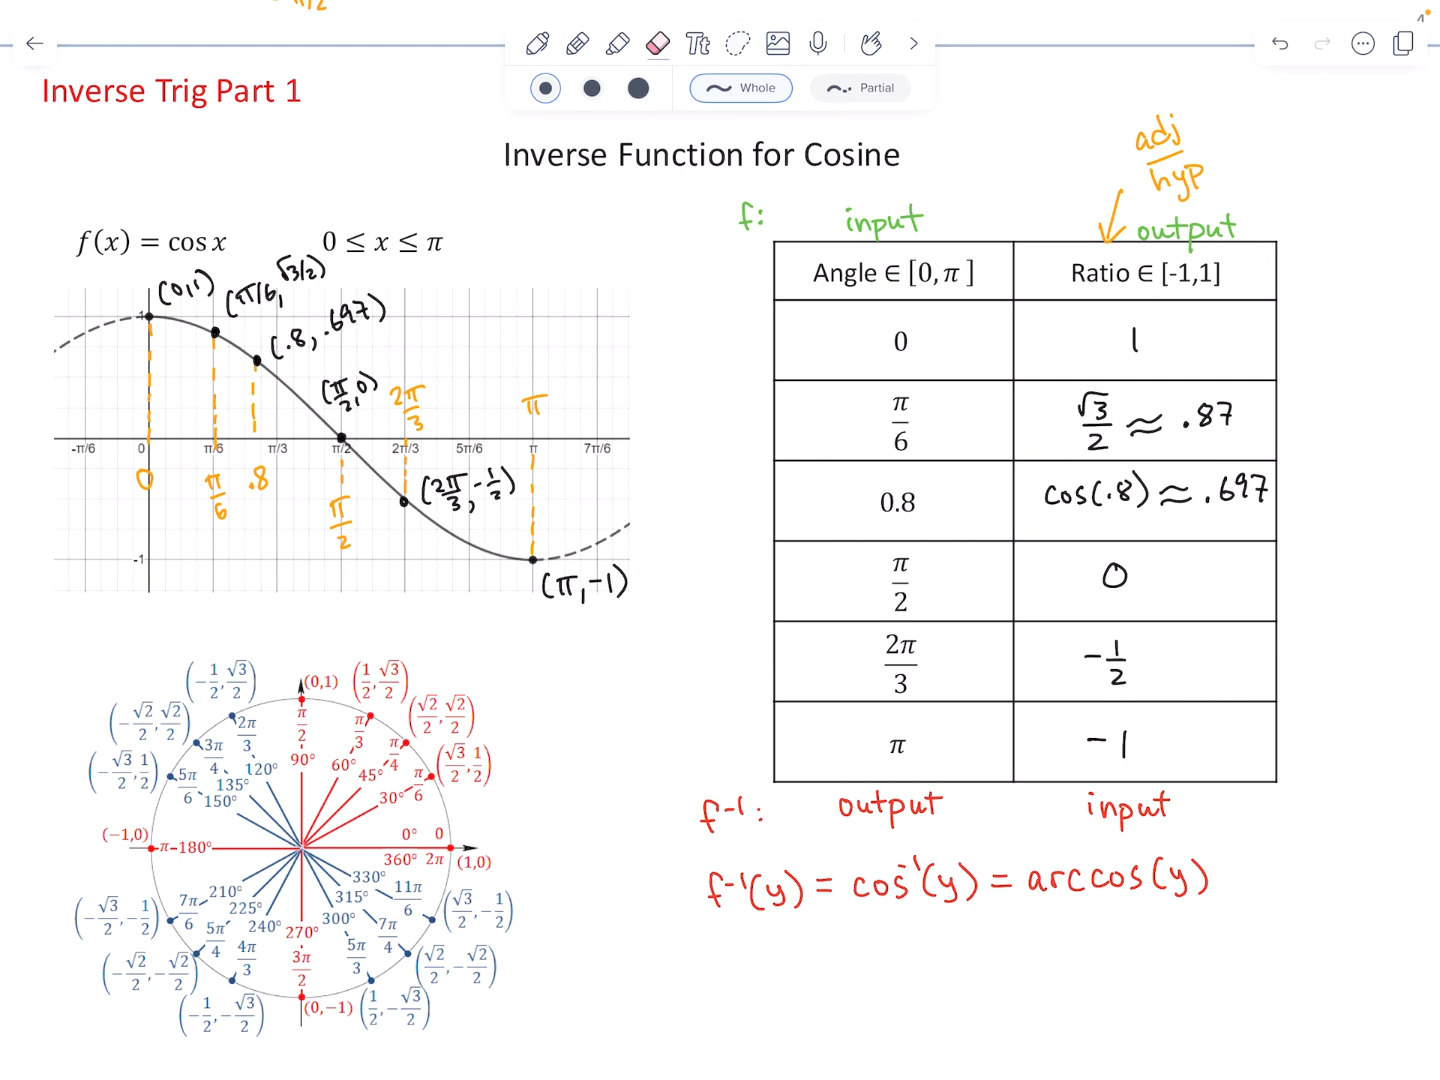 π/2
Tt
Whole
Partial
Inverse Trig Part 1
Inverse Function for Cosine
adj
hyp
f: input output
f(x) = cos x 0 ≤ x ≤ π
Angle ∈ [0, π] Ratio ∈ [-1,1]
0 1
π/6 √3/2 ≈ .87
0.8 cos(.8) ≈ .697
π/2 0
2π/3 -1/2
π -1
f⁻¹: output input
f⁻¹(y) = cos⁻¹(y) = arccos(y)
(0,1) (π/6, √3/2)
(.8, .697)
(π/2, 0) 2π/3 π
1
-π/6 0 π/6 π/3 π/2 2π/3 5π/6 π 7π/6
0 π/6 .8 π/2 (2π/3, -1/2)
-1
(π, -1)
(-1/2, √3/2) (0,1) (1/2, √3/2)
(-√2/2, √2/2) 2π/3 π/2 π/3 (√2/2, √2/2)
(-√3/2, 1/2) 3π/4 120° 90° 60° π/4 (√3/2, 1/2)
5π/6 135° 45° π/6
150° 30°
(-1,0) 0° 0
π 180° 360° 2π (1,0)
210° 330°
(-√3/2, -1/2) 7π/6 225° 315° 11π/6 (√3/2, -1/2)
5π/4 240° 270° 300° 7π/4
(-√2/2, -√2/2) 4π/3 3π/2 5π/3 (√2/2, -√2/2)
(-1/2, -√3/2) (0,-1) (1/2, -√3/2)